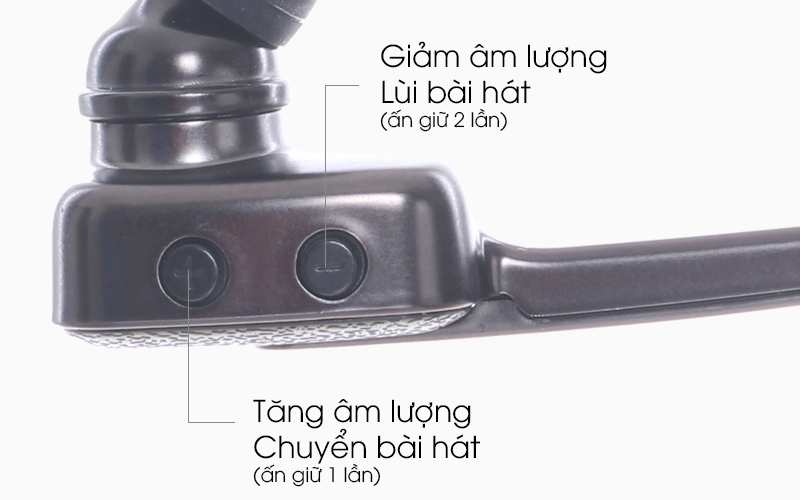 Giảm âm lượng
Lùi bài hát
(ấn giữ 2 lần)
Tăng âm lượng
Chuyển bài hát
(ấn giữ 1 lần)